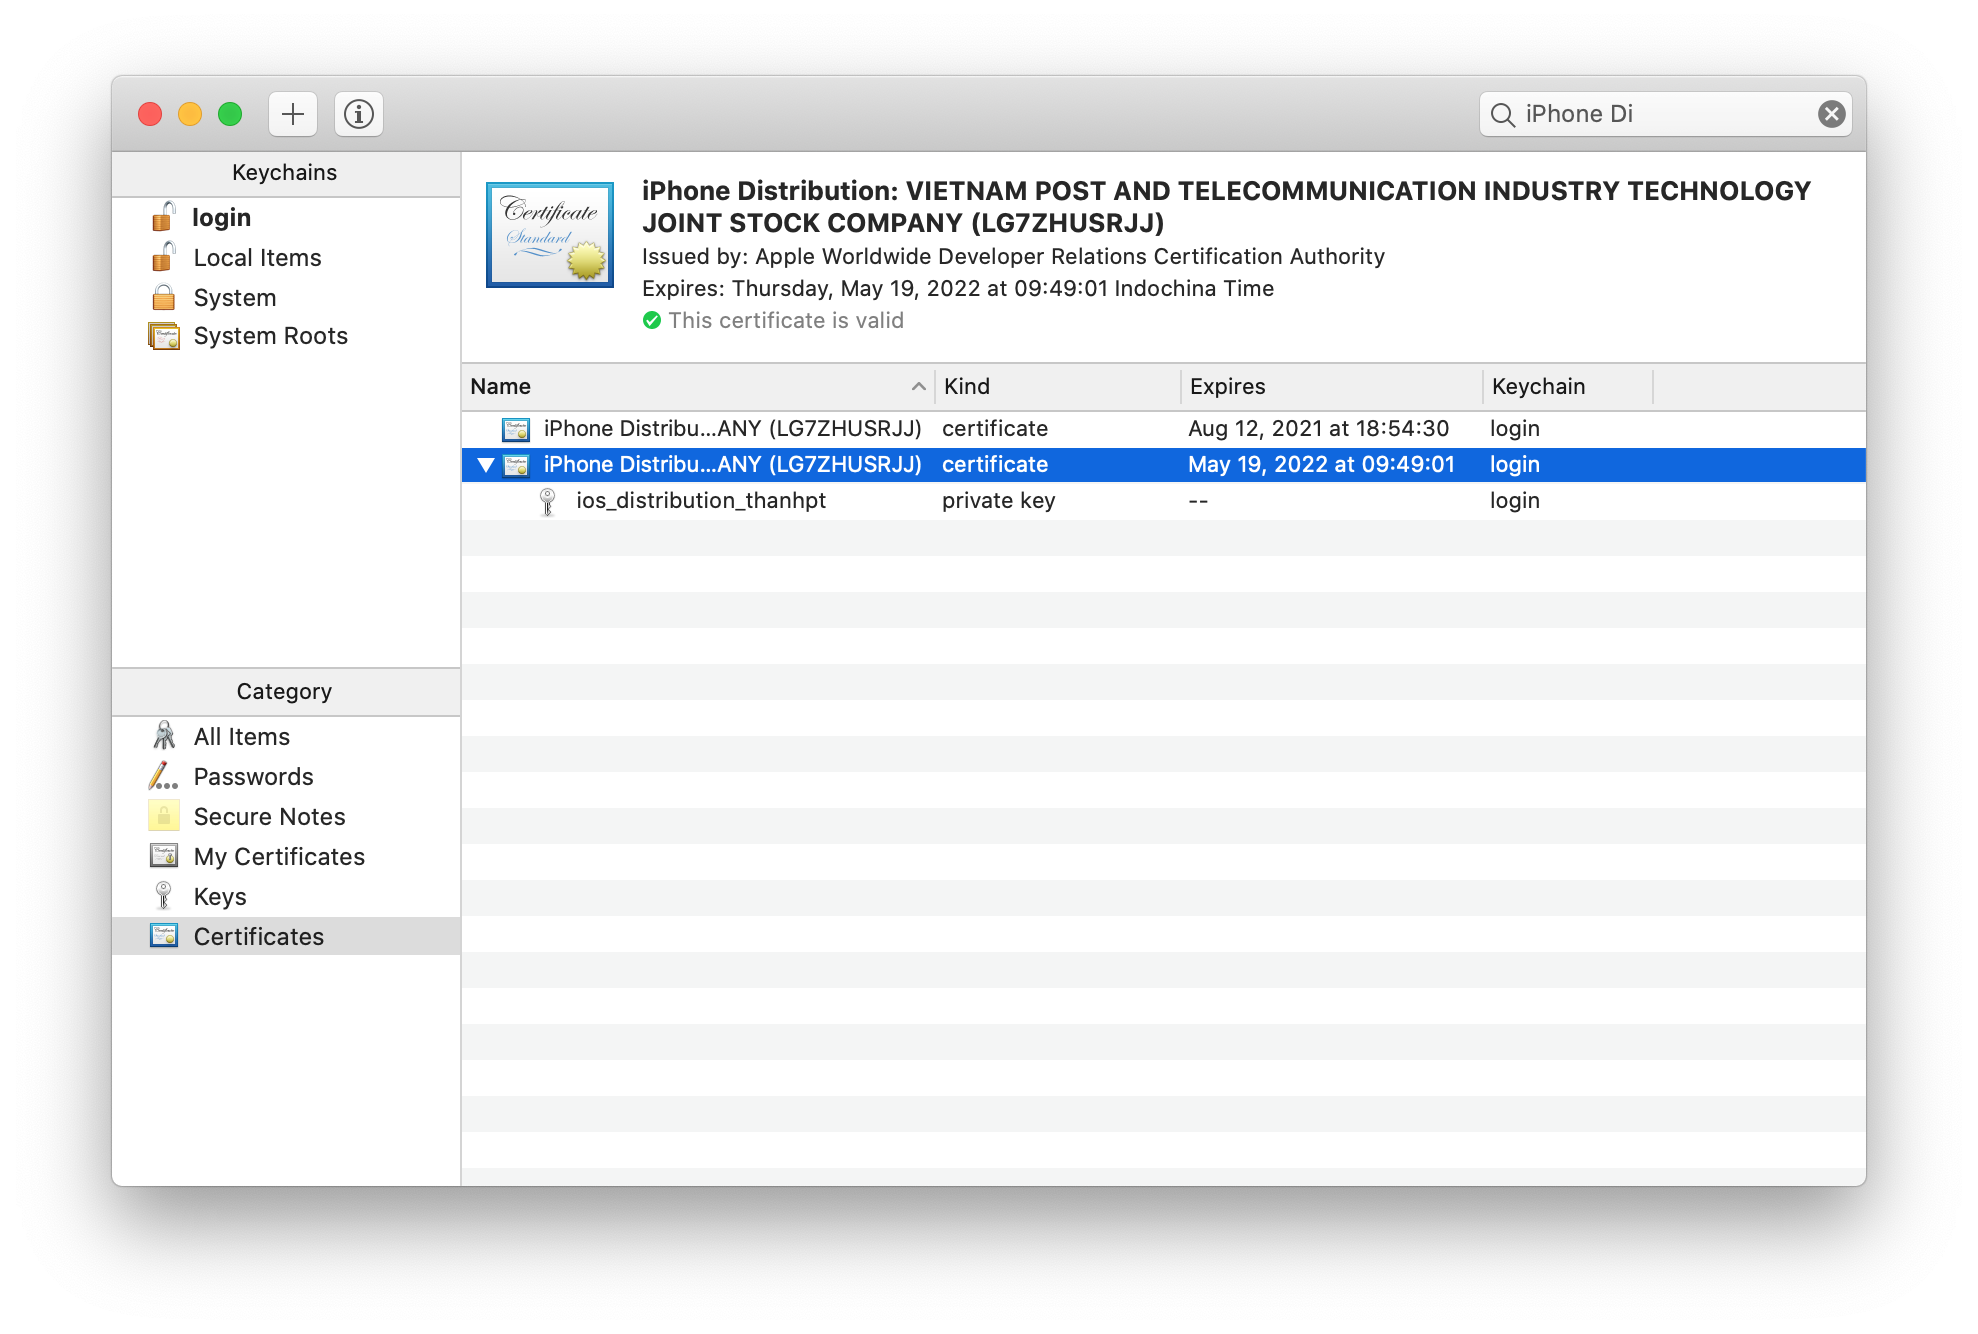 iPhone Di
Keychains
login
Local Items
System
System Roots
Certificate
Standard
iPhone Distribution: VIETNAM POST AND TELECOMMUNICATION INDUSTRY TECHNOLOGY
JOINT STOCK COMPANY (LG7ZHUSRJJ)
Issued by: Apple Worldwide Developer Relations Certification Authority
Expires: Thursday, May 19, 2022 at 09:49:01 Indochina Time
This certificate is valid
Name Kind Expires Keychain
iPhone Distribu...ANY (LG7ZHUSRJJ) certificate Aug 12, 2021 at 18:54:30 login
iPhone Distribu...ANY (LG7ZHUSRJJ) certificate May 19, 2022 at 09:49:01 login
ios_distribution_thanhpt private key -- login
Category
All Items
Passwords
Secure Notes
My Certificates
Keys
Certificates